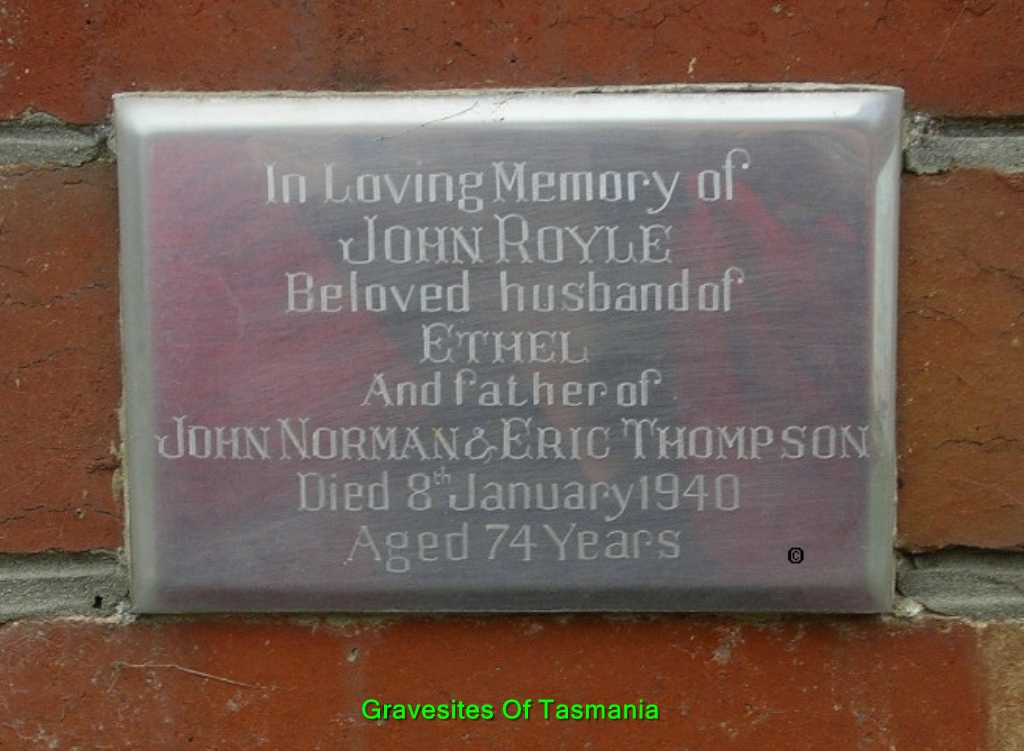 In Loving Memory of
JOHN ROYLE
Beloved husband of
ETHEL
And father of
JOHN NORMAN & ERIC THOMPSON
Died 8th January 1940
Aged 74 Years
©
Gravesites Of Tasmania